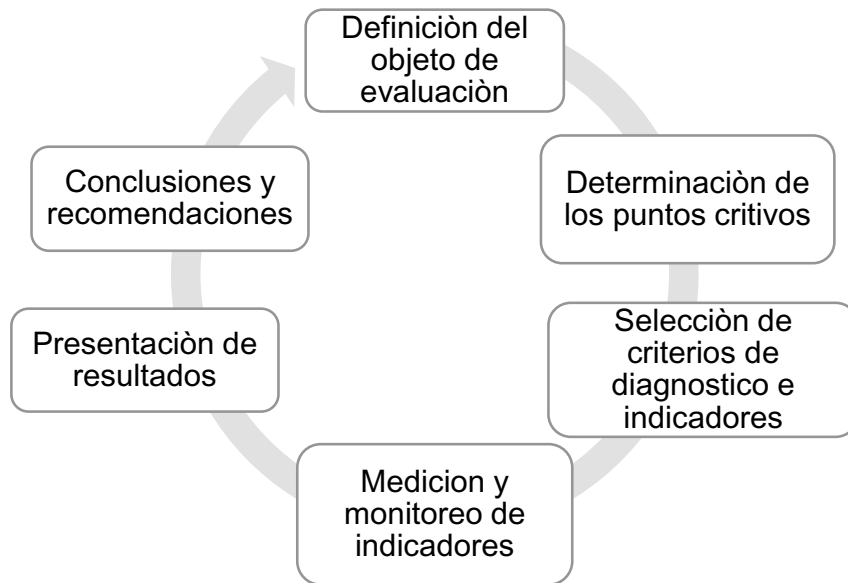 Definiciòn del
objeto de
evaluaciòn
Determinaciòn de
los puntos critivos
Selecciòn de
criterios de
diagnostico e
indicadores
Medicion y
monitoreo de
indicadores
Presentaciòn de
resultados
Conclusiones y
recomendaciones